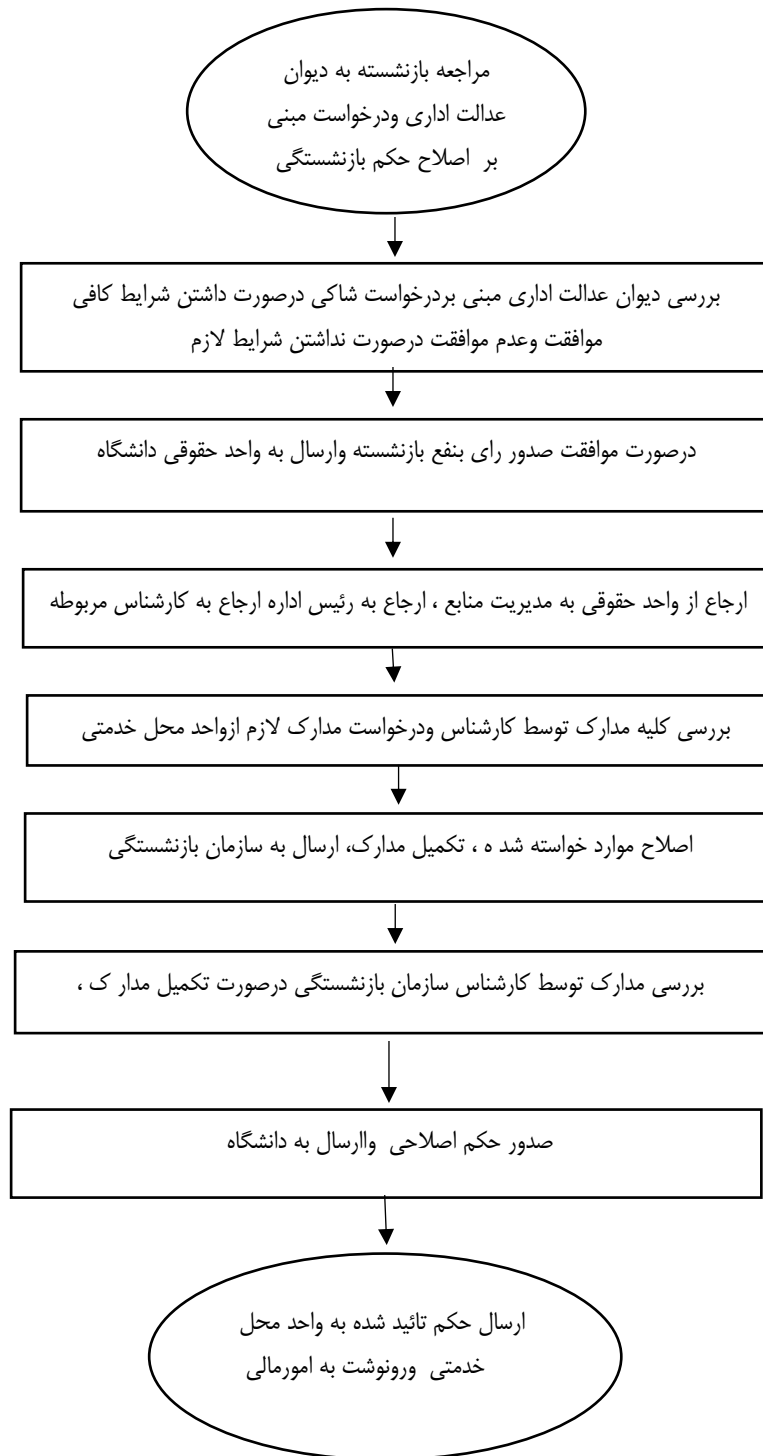 مراجعه بازنشسته به دیوان
عدالت اداری ودرخواست مبنی
بر اصلاح حکم بازنشستگی
بررسی دیوان عدالت اداری مبنی بردرخواست شاکی درصورت داشتن شرایط کافی
موافقت وعدم موافقت درصورت نداشتن شرایط لازم
درصورت موافقت صدور رای بنفع بازنشسته وارسال به واحد حقوقی دانشگاه
ارجاع از واحد حقوقی به مدیریت منابع ، ارجاع به رئیس اداره ارجاع به کارشناس مربوطه
بررسی کلیه مدارک توسط کارشناس ودرخواست مدارک لازم ازواحد محل خدمتی
اصلاح موارد خواسته شد ه ، تکمیل مدارک، ارسال به سازمان بازنشستگی
بررسی مدارک توسط کارشناس سازمان بازنشستگی درصورت تکمیل مدار ک ،
صدور حکم اصلاحی واارسال به دانشگاه
ارسال حکم تائید شده به واحد محل
خدمتی ورونوشت به امورمالی